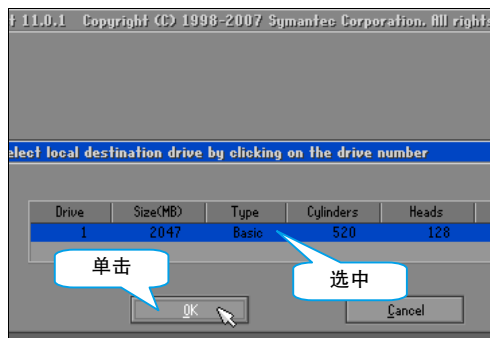 t 11.0.1 Copyright (C) 1998-2007 Symantec Corporation. All rights
elect local destination drive by clicking on the drive number
Drive Size(MB) Type Cylinders Heads
1 2047 Basic 520 128
单击
选中
OK Cancel